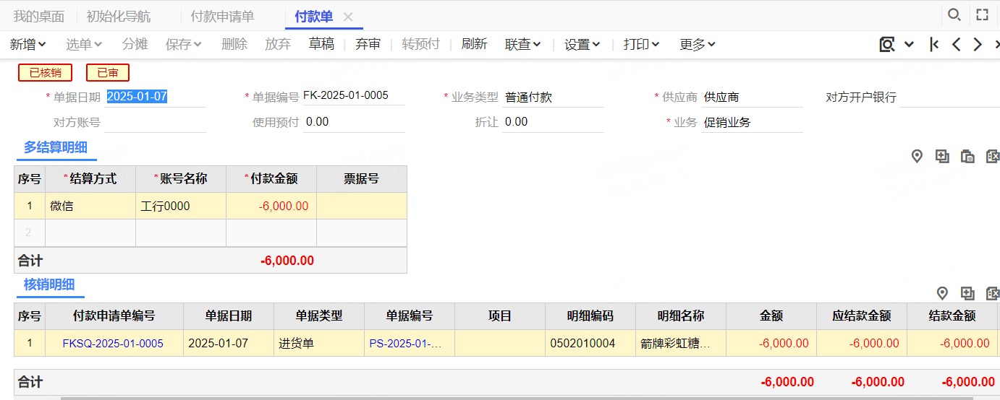 我的桌面 初始化导航 付款申请单 付款单
新增 选单 分摊 保存 删除 放弃 草稿 弃审 转预付 刷新 联查 设置 打印 更多
已核销 已审
* 单据日期 2025-01-07 * 单据编号 FK-2025-01-0005 * 业务类型 普通付款 * 供应商 供应商 对方开户银行
对方账号 使用预付 0.00 折让 0.00 * 业务 促销业务
多结算明细
序号 *结算方式 *账号名称 *付款金额 票据号
1 微信 工行0000 -6,000.00
2
合计 -6,000.00
核销明细
序号 付款申请单编号 单据日期 单据类型 单据编号 项目 明细编码 明细名称 金额 应结款金额 结款金额
1 FKSQ-2025-01-0005 2025-01-07 进货单 PS-2025-01-... 0502010004 箭牌彩虹糖... -6,000.00 -6,000.00 -6,000.00
合计 -6,000.00 -6,000.00 -6,000.00